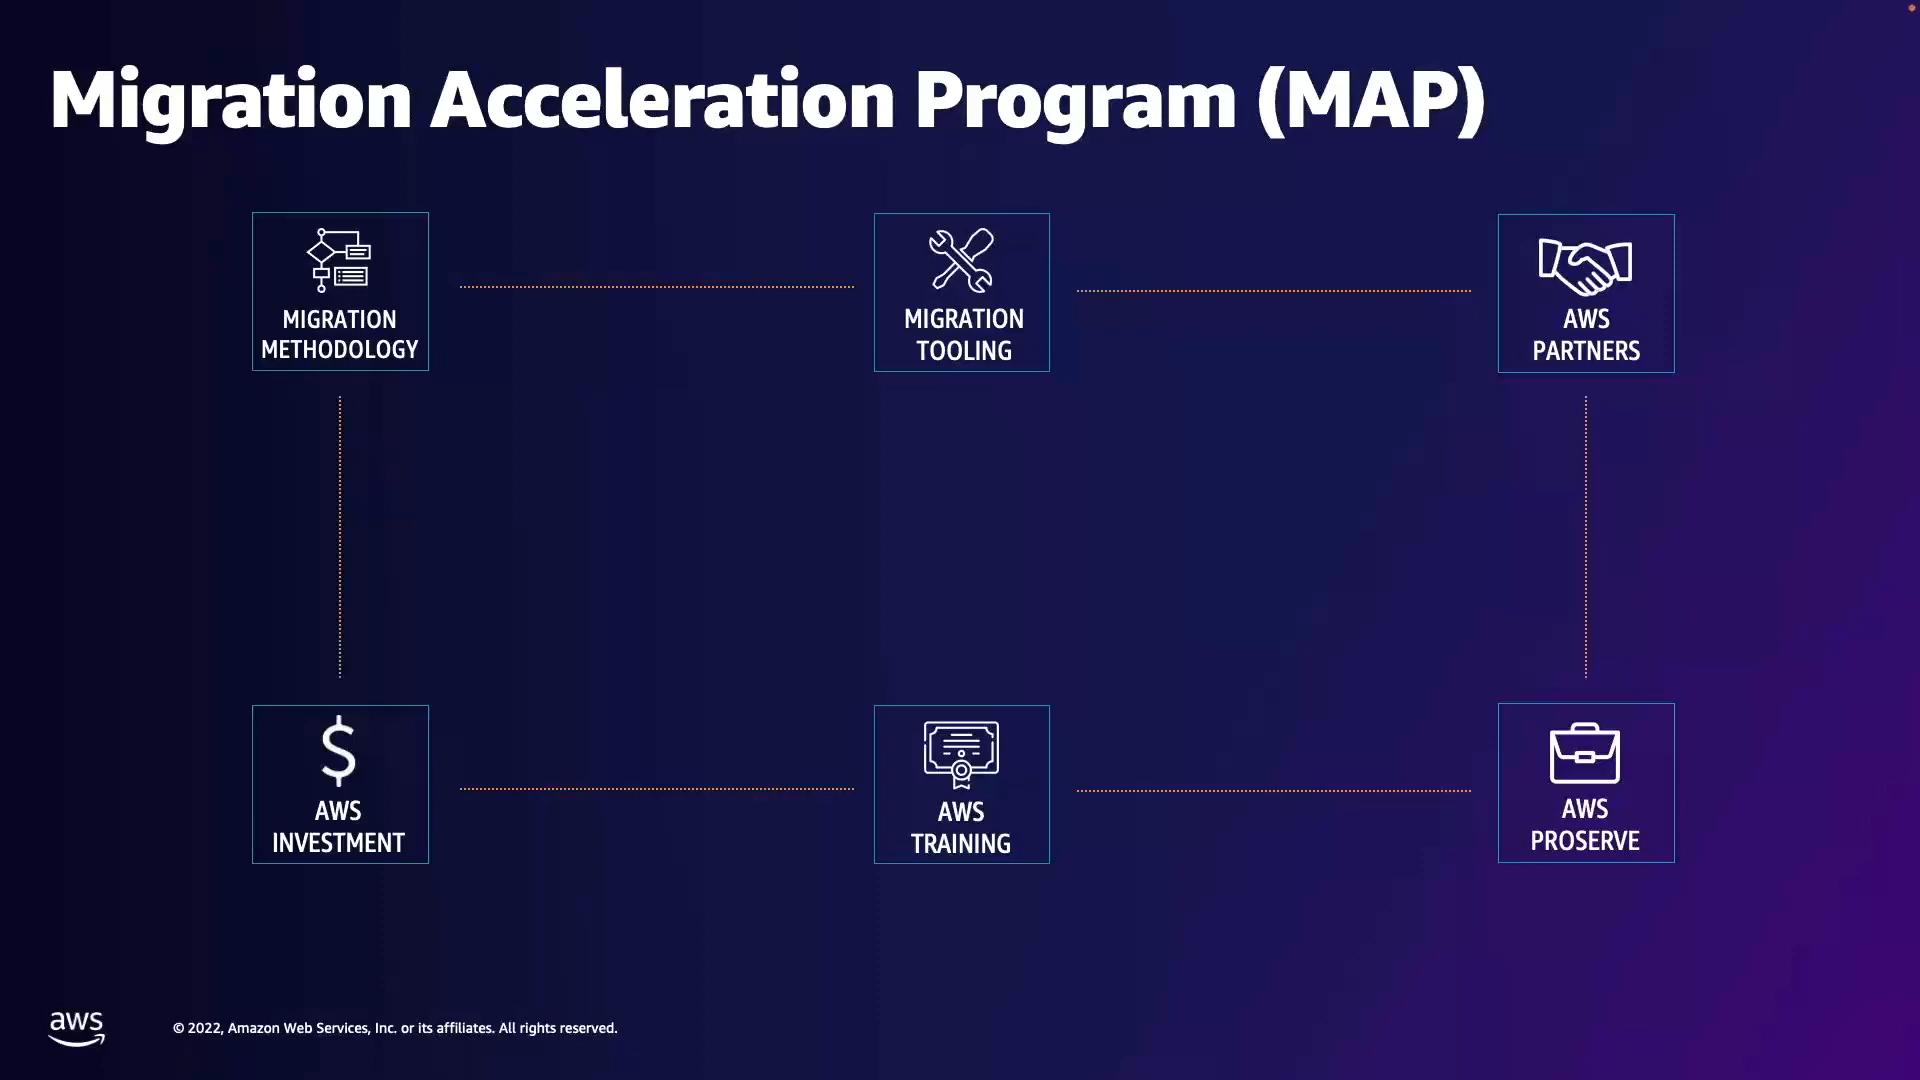 Migration Acceleration Program (MAP)
MIGRATION
METHODOLOGY
MIGRATION
TOOLING
AWS
PARTNERS
$
AWS
INVESTMENT
AWS
TRAINING
AWS
PROSERVE
aws
© 2022, Amazon Web Services, Inc. or its affiliates. All rights reserved.